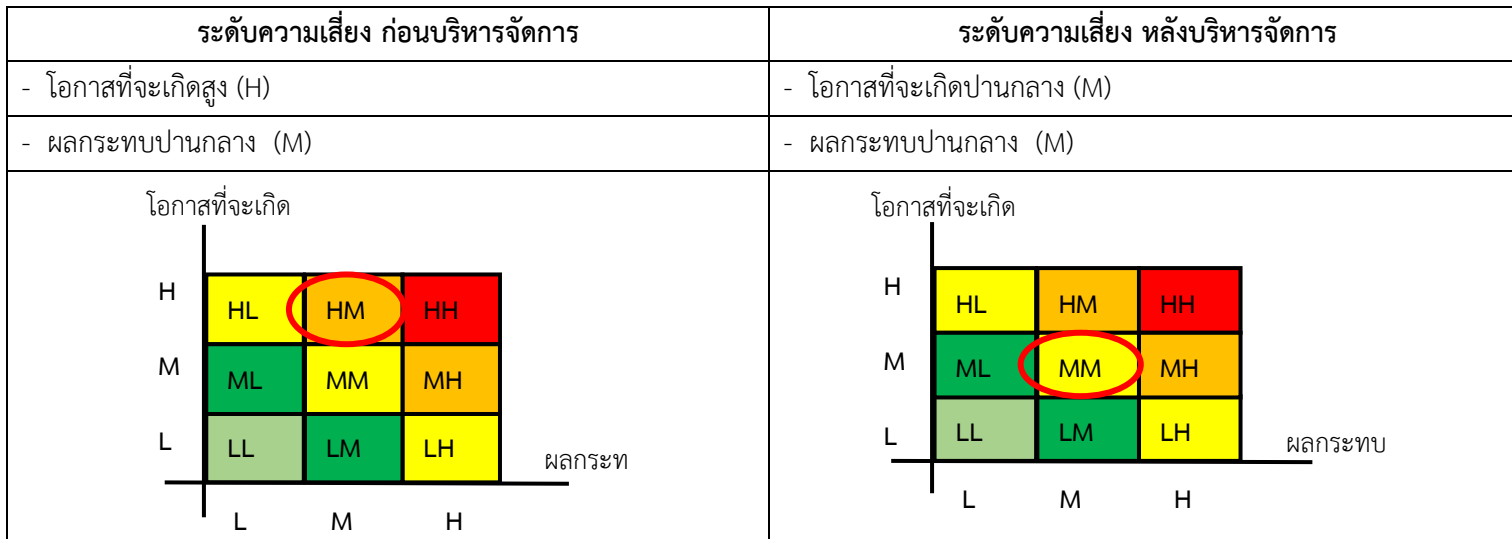 ระดับความเสี่ยง ก่อนบริหารจัดการ
ระดับความเสี่ยง หลังบริหารจัดการ
- โอกาสที่จะเกิดสูง (H)
- โอกาสที่จะเกิดปานกลาง (M)
- ผลกระทบปานกลาง (M)
- ผลกระทบปานกลาง (M)
โอกาสที่จะเกิด
H HL HM HH
M ML MM MH
L LL LM LH
ผลกระท
L M H
โอกาสที่จะเกิด
H HL HM HH
M ML MM MH
L LL LM LH
ผลกระทบ
L M H